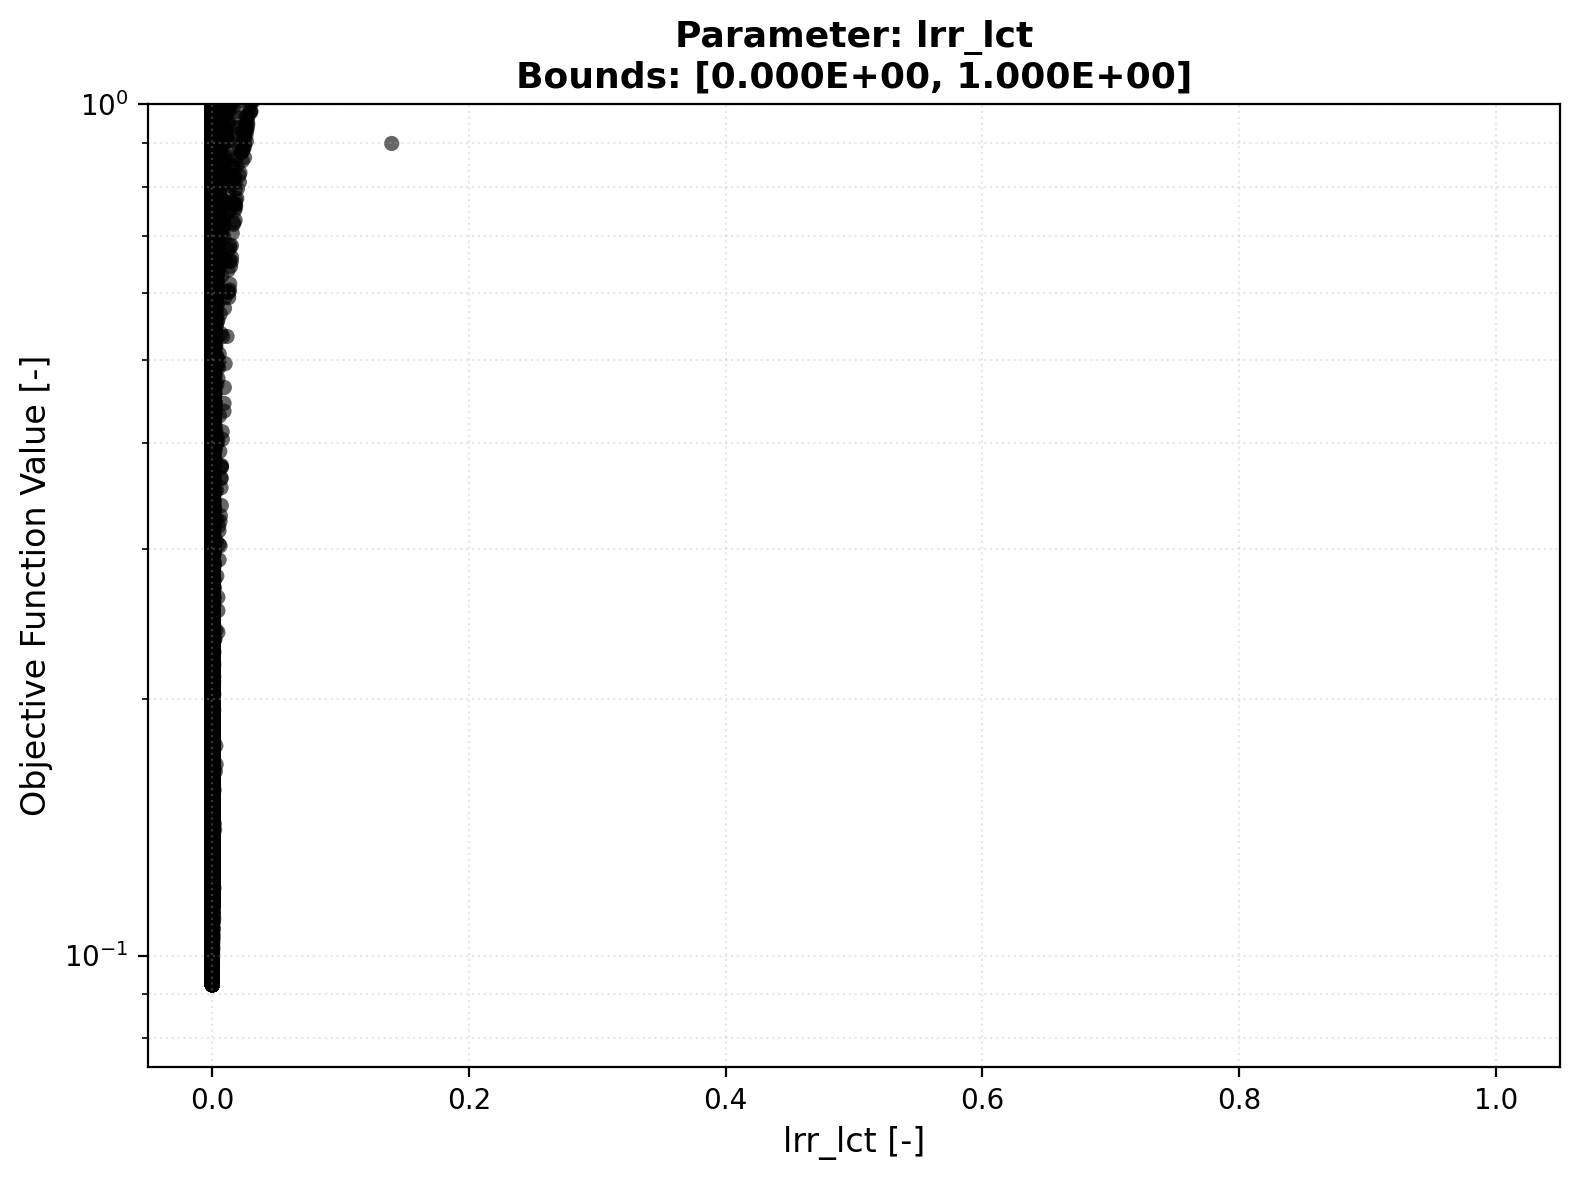 Parameter: lrr_lct
Bounds: [0.000E+00, 1.000E+00]
10⁰
10⁻¹
Objective Function Value [-]
0.0 0.2 0.4 0.6 0.8 1.0
lrr_lct [-]